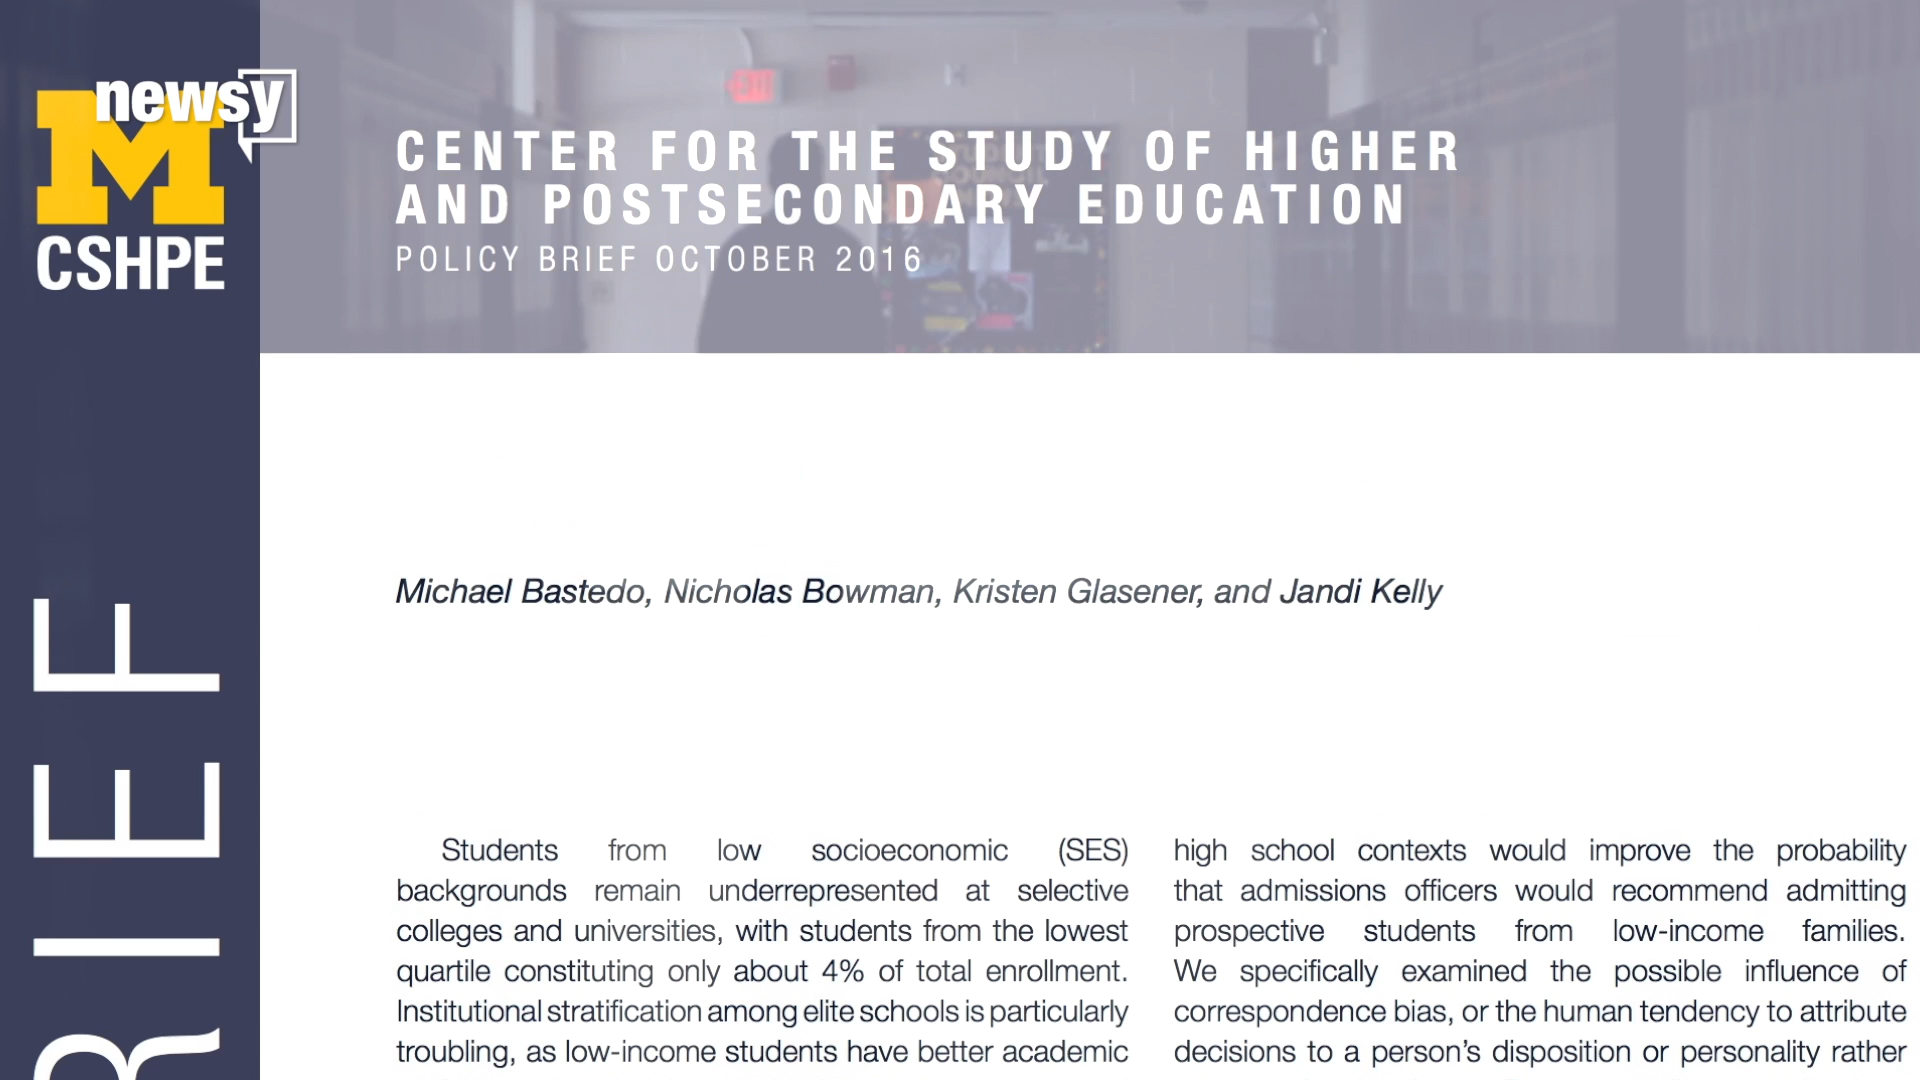 newsy
M
CSHPE
CENTER FOR THE STUDY OF HIGHER
AND POSTSECONDARY EDUCATION
POLICY BRIEF OCTOBER 2016
EXIT
Michael Bastedo, Nicholas Bowman, Kristen Glasener, and Jandi Kelly
Students from low socioeconomic (SES)
backgrounds remain underrepresented at selective
colleges and universities, with students from the lowest
quartile constituting only about 4% of total enrollment.
Institutional stratification among elite schools is particularly
troubling, as low-income students have better academic
high school contexts would improve the probability
that admissions officers would recommend admitting
prospective students from low-income families.
We specifically examined the possible influence of
correspondence bias, or the human tendency to attribute
decisions to a person's disposition or personality rather
RIEF